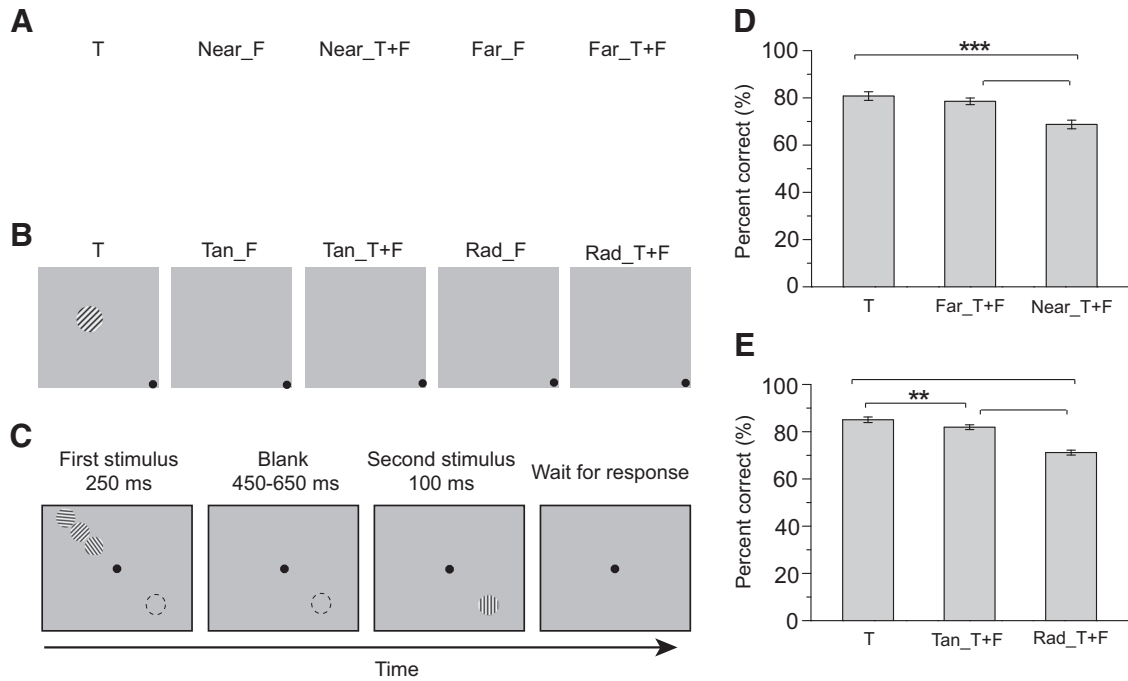 A
T Near_F Near_T+F Far_F Far_T+F
B
T Tan_F Tan_T+F Rad_F Rad_T+F
C
First stimulus
250 ms
Blank
450-650 ms
Second stimulus
100 ms
Wait for response
Time
D
Percent correct (%)
100
80
60
40
20
0
***
T Far_T+F Near_T+F
E
Percent correct (%)
100
80
60
40
20
0
**
T Tan_T+F Rad_T+F